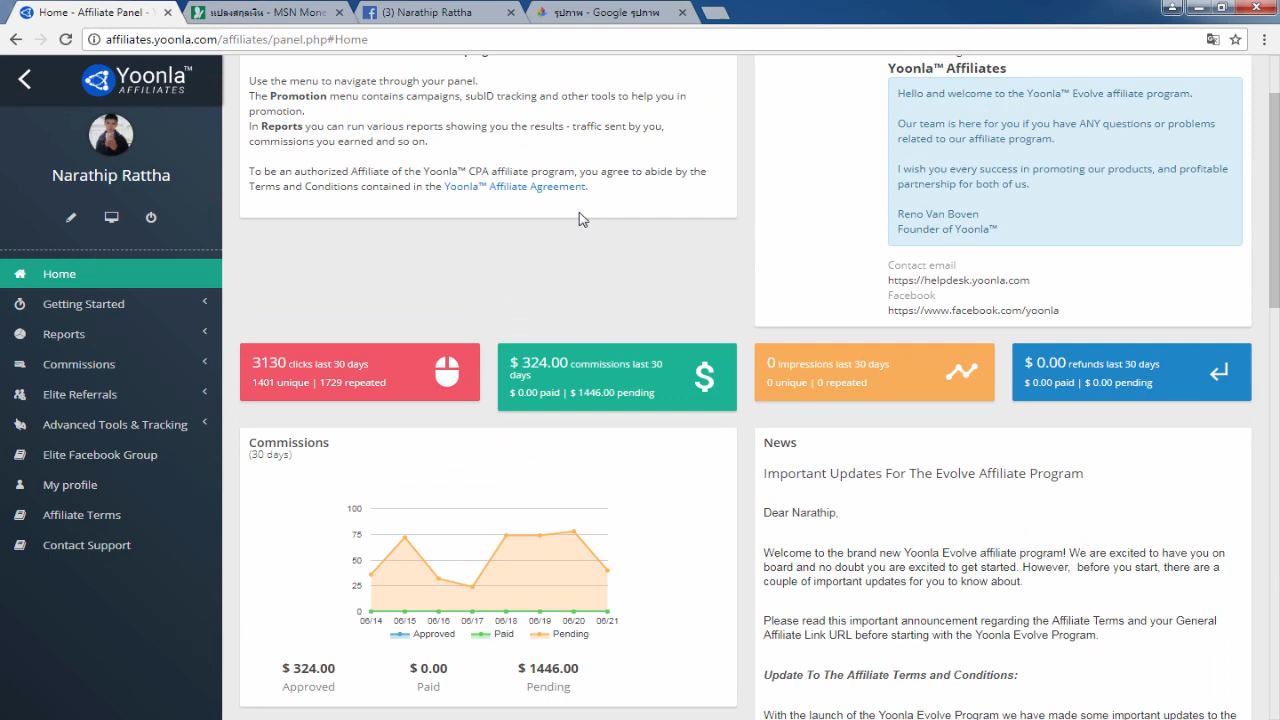 Home - Affiliate Panel -
แปลงสกุลเงิน - MSN Mone
(3) Narathip Rattha
รูปภาพ - Google รูปภาพ
affiliates.yoonla.com/affiliates/panel.php#Home
Yoonla™
AFFILIATES
Narathip Rattha
Home
Getting Started
Reports
Commissions
Elite Referrals
Advanced Tools & Tracking
Elite Facebook Group
My profile
Affiliate Terms
Contact Support
Use the menu to navigate through your panel.
The Promotion menu contains campaigns, subID tracking and other tools to help you in
promotion.
In Reports you can run various reports showing you the results - traffic sent by you,
commissions you earned and so on.
To be an authorized Affiliate of the Yoonla™ CPA affiliate program, you agree to abide by the
Terms and Conditions contained in the Yoonla™ Affiliate Agreement.
Yoonla™ Affiliates
Hello and welcome to the Yoonla™ Evolve affiliate program.
Our team is here for you if you have ANY questions or problems
related to our affiliate program.
I wish you every success in promoting our products, and profitable
partnership for both of us.
Reno Van Boven
Founder of Yoonla™
Contact email
https://helpdesk.yoonla.com
Facebook
https://www.facebook.com/yoonla
3130 clicks last 30 days
1401 unique | 1729 repeated
$ 324.00 commissions last 30
days
$ 0.00 paid | $ 1446.00 pending
0 impressions last 30 days
0 unique | 0 repeated
$ 0.00 refunds last 30 days
$ 0.00 paid | $ 0.00 pending
Commissions
(30 days)
100
75
50
25
0
06/14 06/15 06/16 06/17 06/18 06/19 06/20 06/21
Approved Paid Pending
$ 324.00 $ 0.00 $ 1446.00
Approved Paid Pending
News
Important Updates For The Evolve Affiliate Program
Dear Narathip,
Welcome to the brand new Yoonla Evolve affiliate program! We are excited to have you on
board and no doubt you are excited to get started. However, before you start, there are a
couple of important updates for you to know about.
Please read this important announcement regarding the Affiliate Terms and your General
Affiliate Link URL before starting with the Yoonla Evolve Program.
Update To The Affiliate Terms and Conditions:
With the launch of the Yoonla Evolve Program we have made some important updates to the